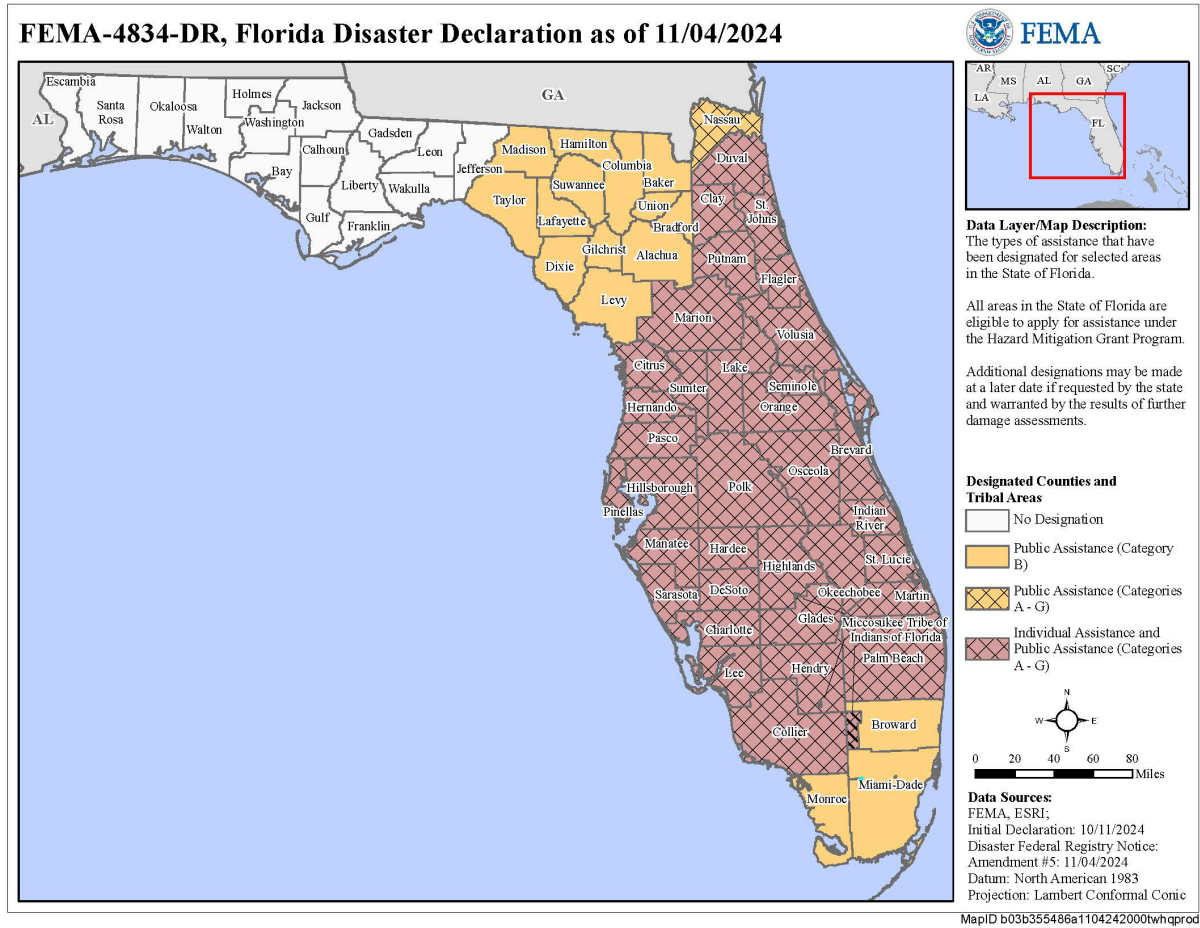 FEMA-4834-DR, Florida Disaster Declaration as of 11/04/2024
FEMA
AR
SC
MS
AL
GA
LA
FL
AL
GA
Escambia
Santa
Rosa
Okaloosa
Walton
Holmes
Washington
Jackson
Bay
Calhoun
Gulf
Gadsden
Liberty
Franklin
Leon
Wakulla
Jefferson
Madison
Taylor
Hamilton
Suwannee
Lafayette
Columbia
Baker
Union
Bradford
Gilchrist
Alachua
Dixie
Levy
Nassau
Duval
Clay
St.
Johns
Putnam
Flagler
Marion
Volusia
Citrus
Sumter
Lake
Seminole
Orange
Hernando
Pasco
Brevard
Osceola
Hillsborough
Polk
Pinellas
Indian
River
Manatee
Hardee
Highlands
St. Lucie
Sarasota
DeSoto
Okeechobee
Martin
Charlotte
Glades
Miccosukee Tribe of
Indians of Florida
Lee
Hendry
Palm Beach
Collier
Broward
Monroe
Miami-Dade
Data Layer/Map Description:
The types of assistance that have
been designated for selected areas
in the State of Florida.
All areas in the State of Florida are
eligible to apply for assistance under
the Hazard Mitigation Grant Program.
Additional designations may be made
at a later date if requested by the state
and warranted by the results of further
damage assessments.
Designated Counties and
Tribal Areas
No Designation
Public Assistance (Category
B)
Public Assistance (Categories
A - G)
Individual Assistance and
Public Assistance (Categories
A - G)
N
W
E
S
0 20 40 60 80
Miles
Data Sources:
FEMA, ESRI;
Initial Declaration: 10/11/2024
Disaster Federal Registry Notice:
Amendment #5: 11/04/2024
Datum: North American 1983
Projection: Lambert Conformal Conic
MapID b03b355486a1104242000twhqprod